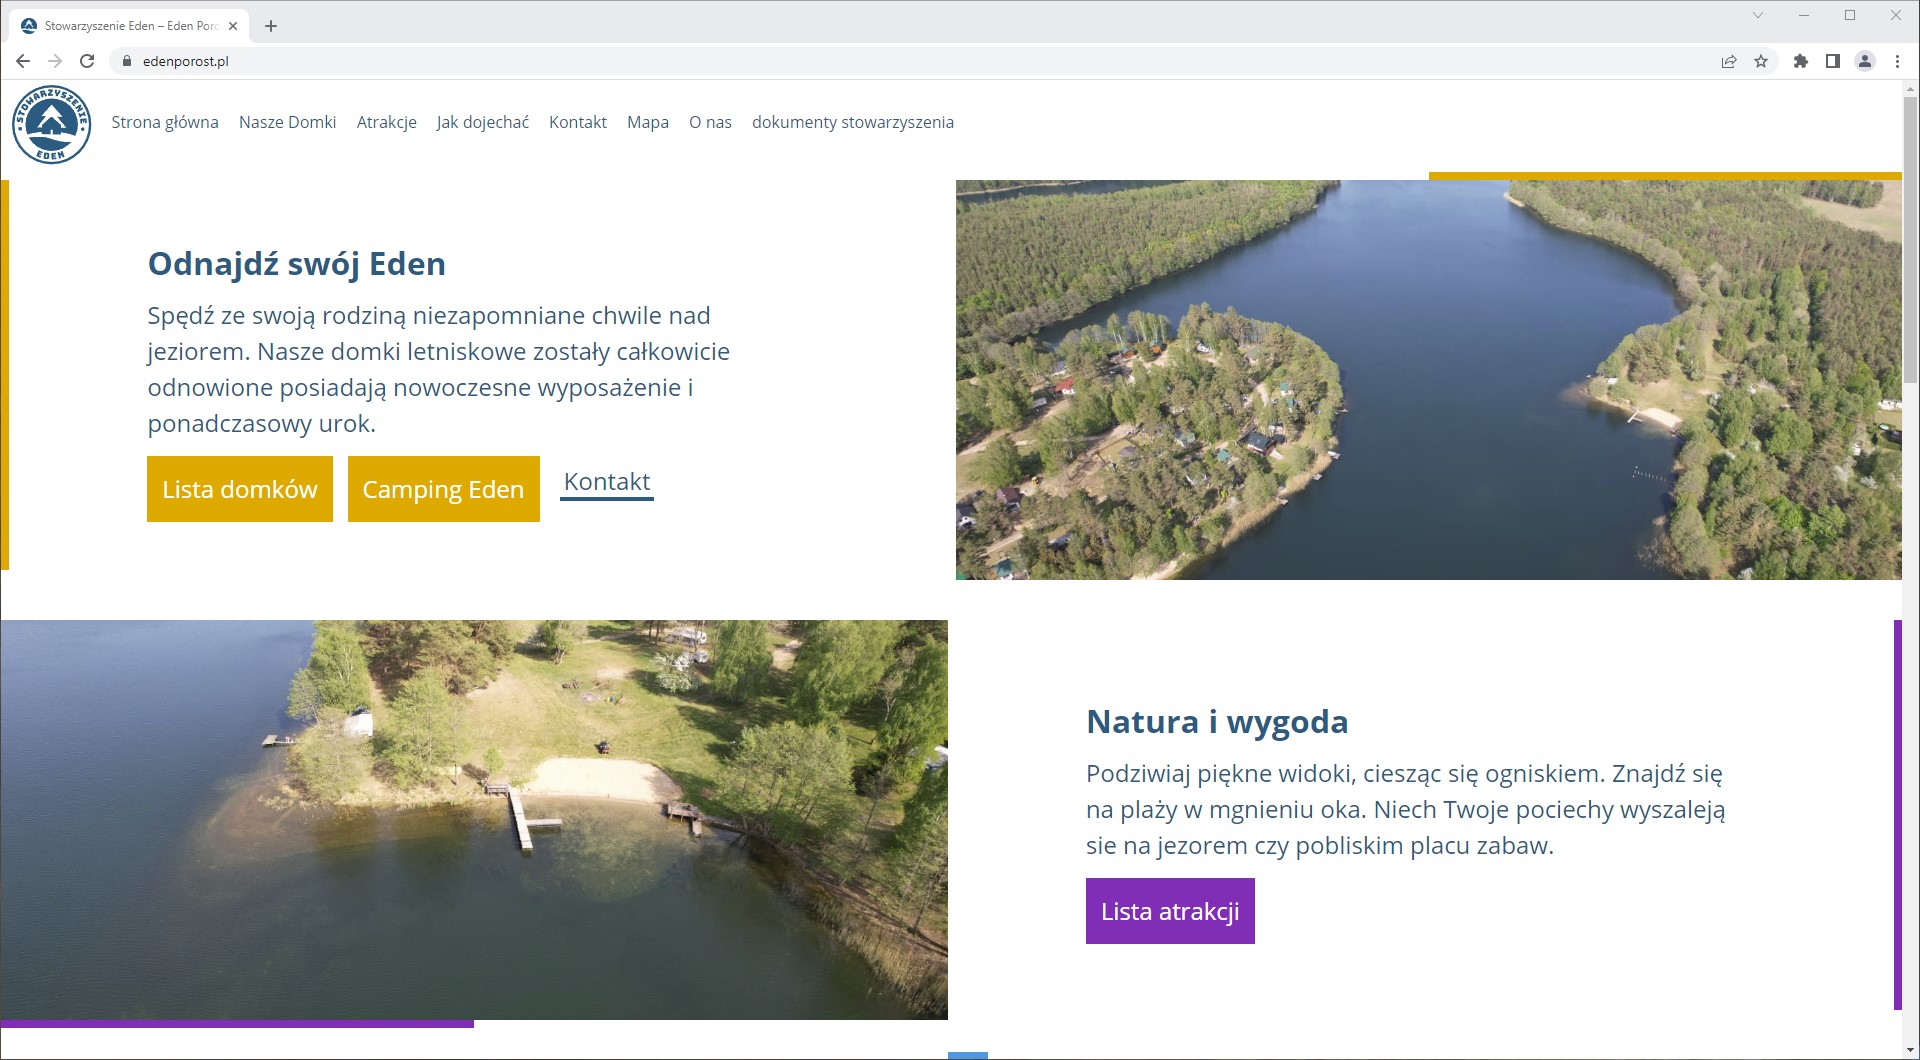 Stowarzyszenie Eden – Eden Poro
edenporost.pl
STOWARZYSZENIE
EDEN
Strona główna Nasze Domki Atrakcje Jak dojechać Kontakt Mapa O nas dokumenty stowarzyszenia
Odnajdź swój Eden
Spędź ze swoją rodziną niezapomniane chwile nad
jeziorem. Nasze domki letniskowe zostały całkowicie
odnowione posiadają nowoczesne wyposażenie i
ponadczasowy urok.
Lista domków Camping Eden Kontakt
Natura i wygoda
Podziwiaj piękne widoki, ciesząc się ogniskiem. Znajdź się
na plaży w mgnieniu oka. Niech Twoje pociechy wyszaleją
sie na jezorem czy pobliskim placu zabaw.
Lista atrakcji